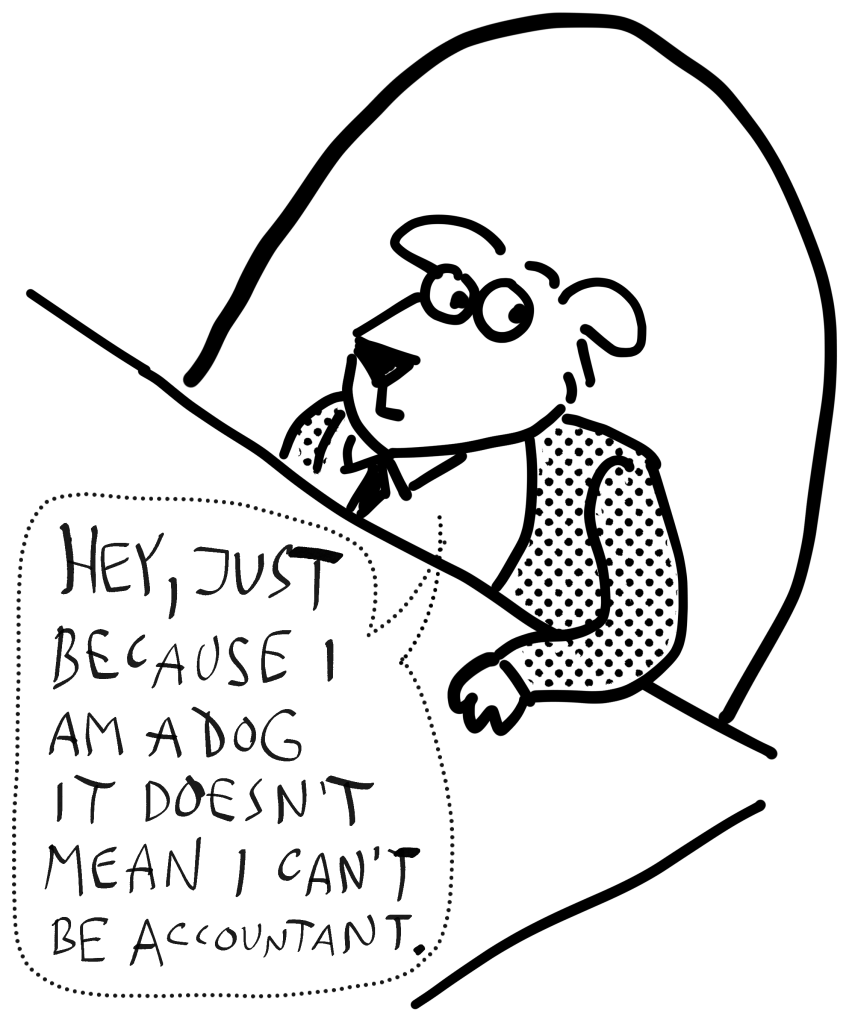 HEY, JUST
BECAUSE I
AM A DOG
IT DOESN'T
MEAN I CAN'T
BE ACCOUNTANT.